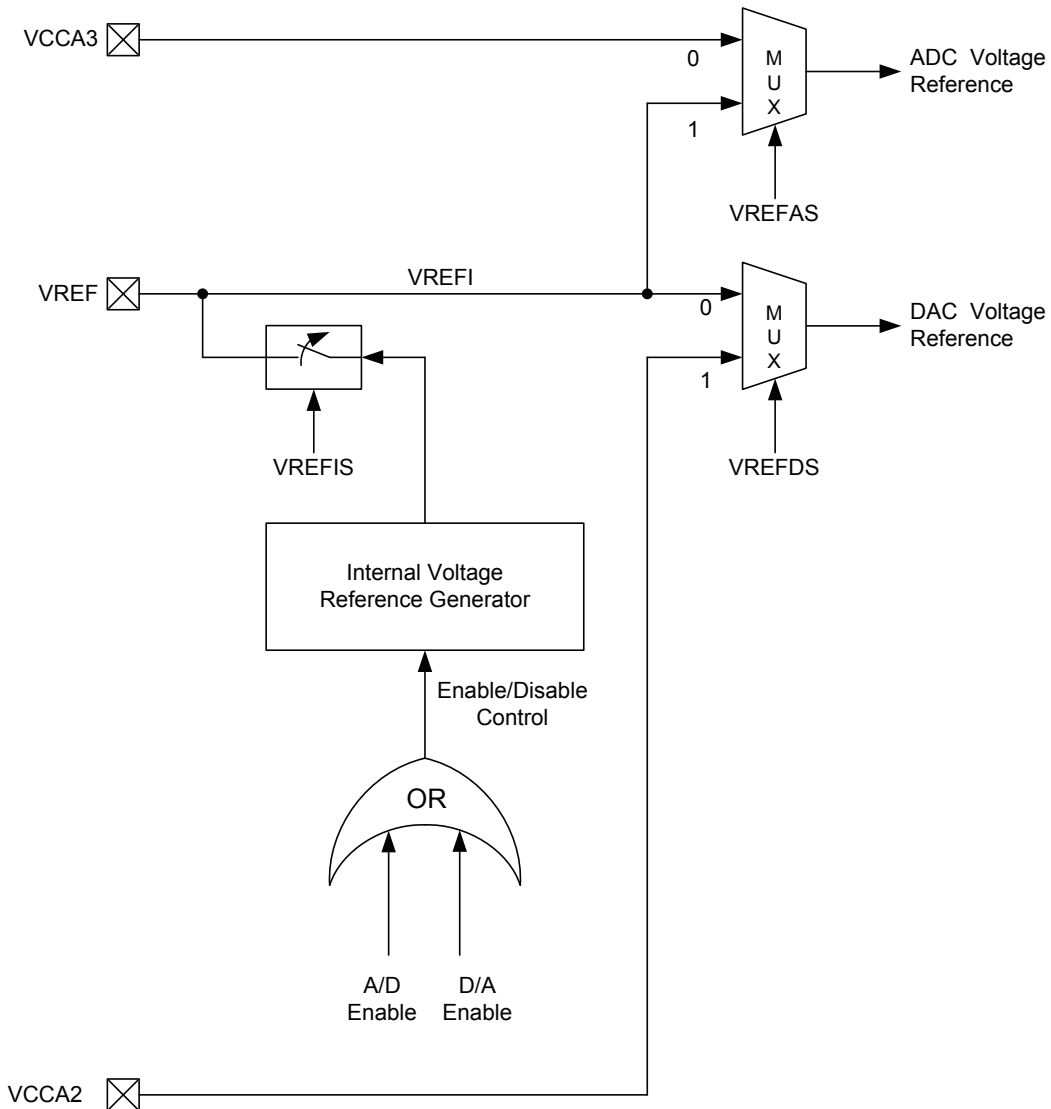 VCCA3
0
1
M
U
X
ADC Voltage
Reference
VREFAS
VREF
VREFI
0
1
M
U
X
DAC Voltage
Reference
VREFIS
VREFDS
Internal Voltage
Reference Generator
Enable/Disable
Control
OR
A/D
Enable
D/A
Enable
VCCA2